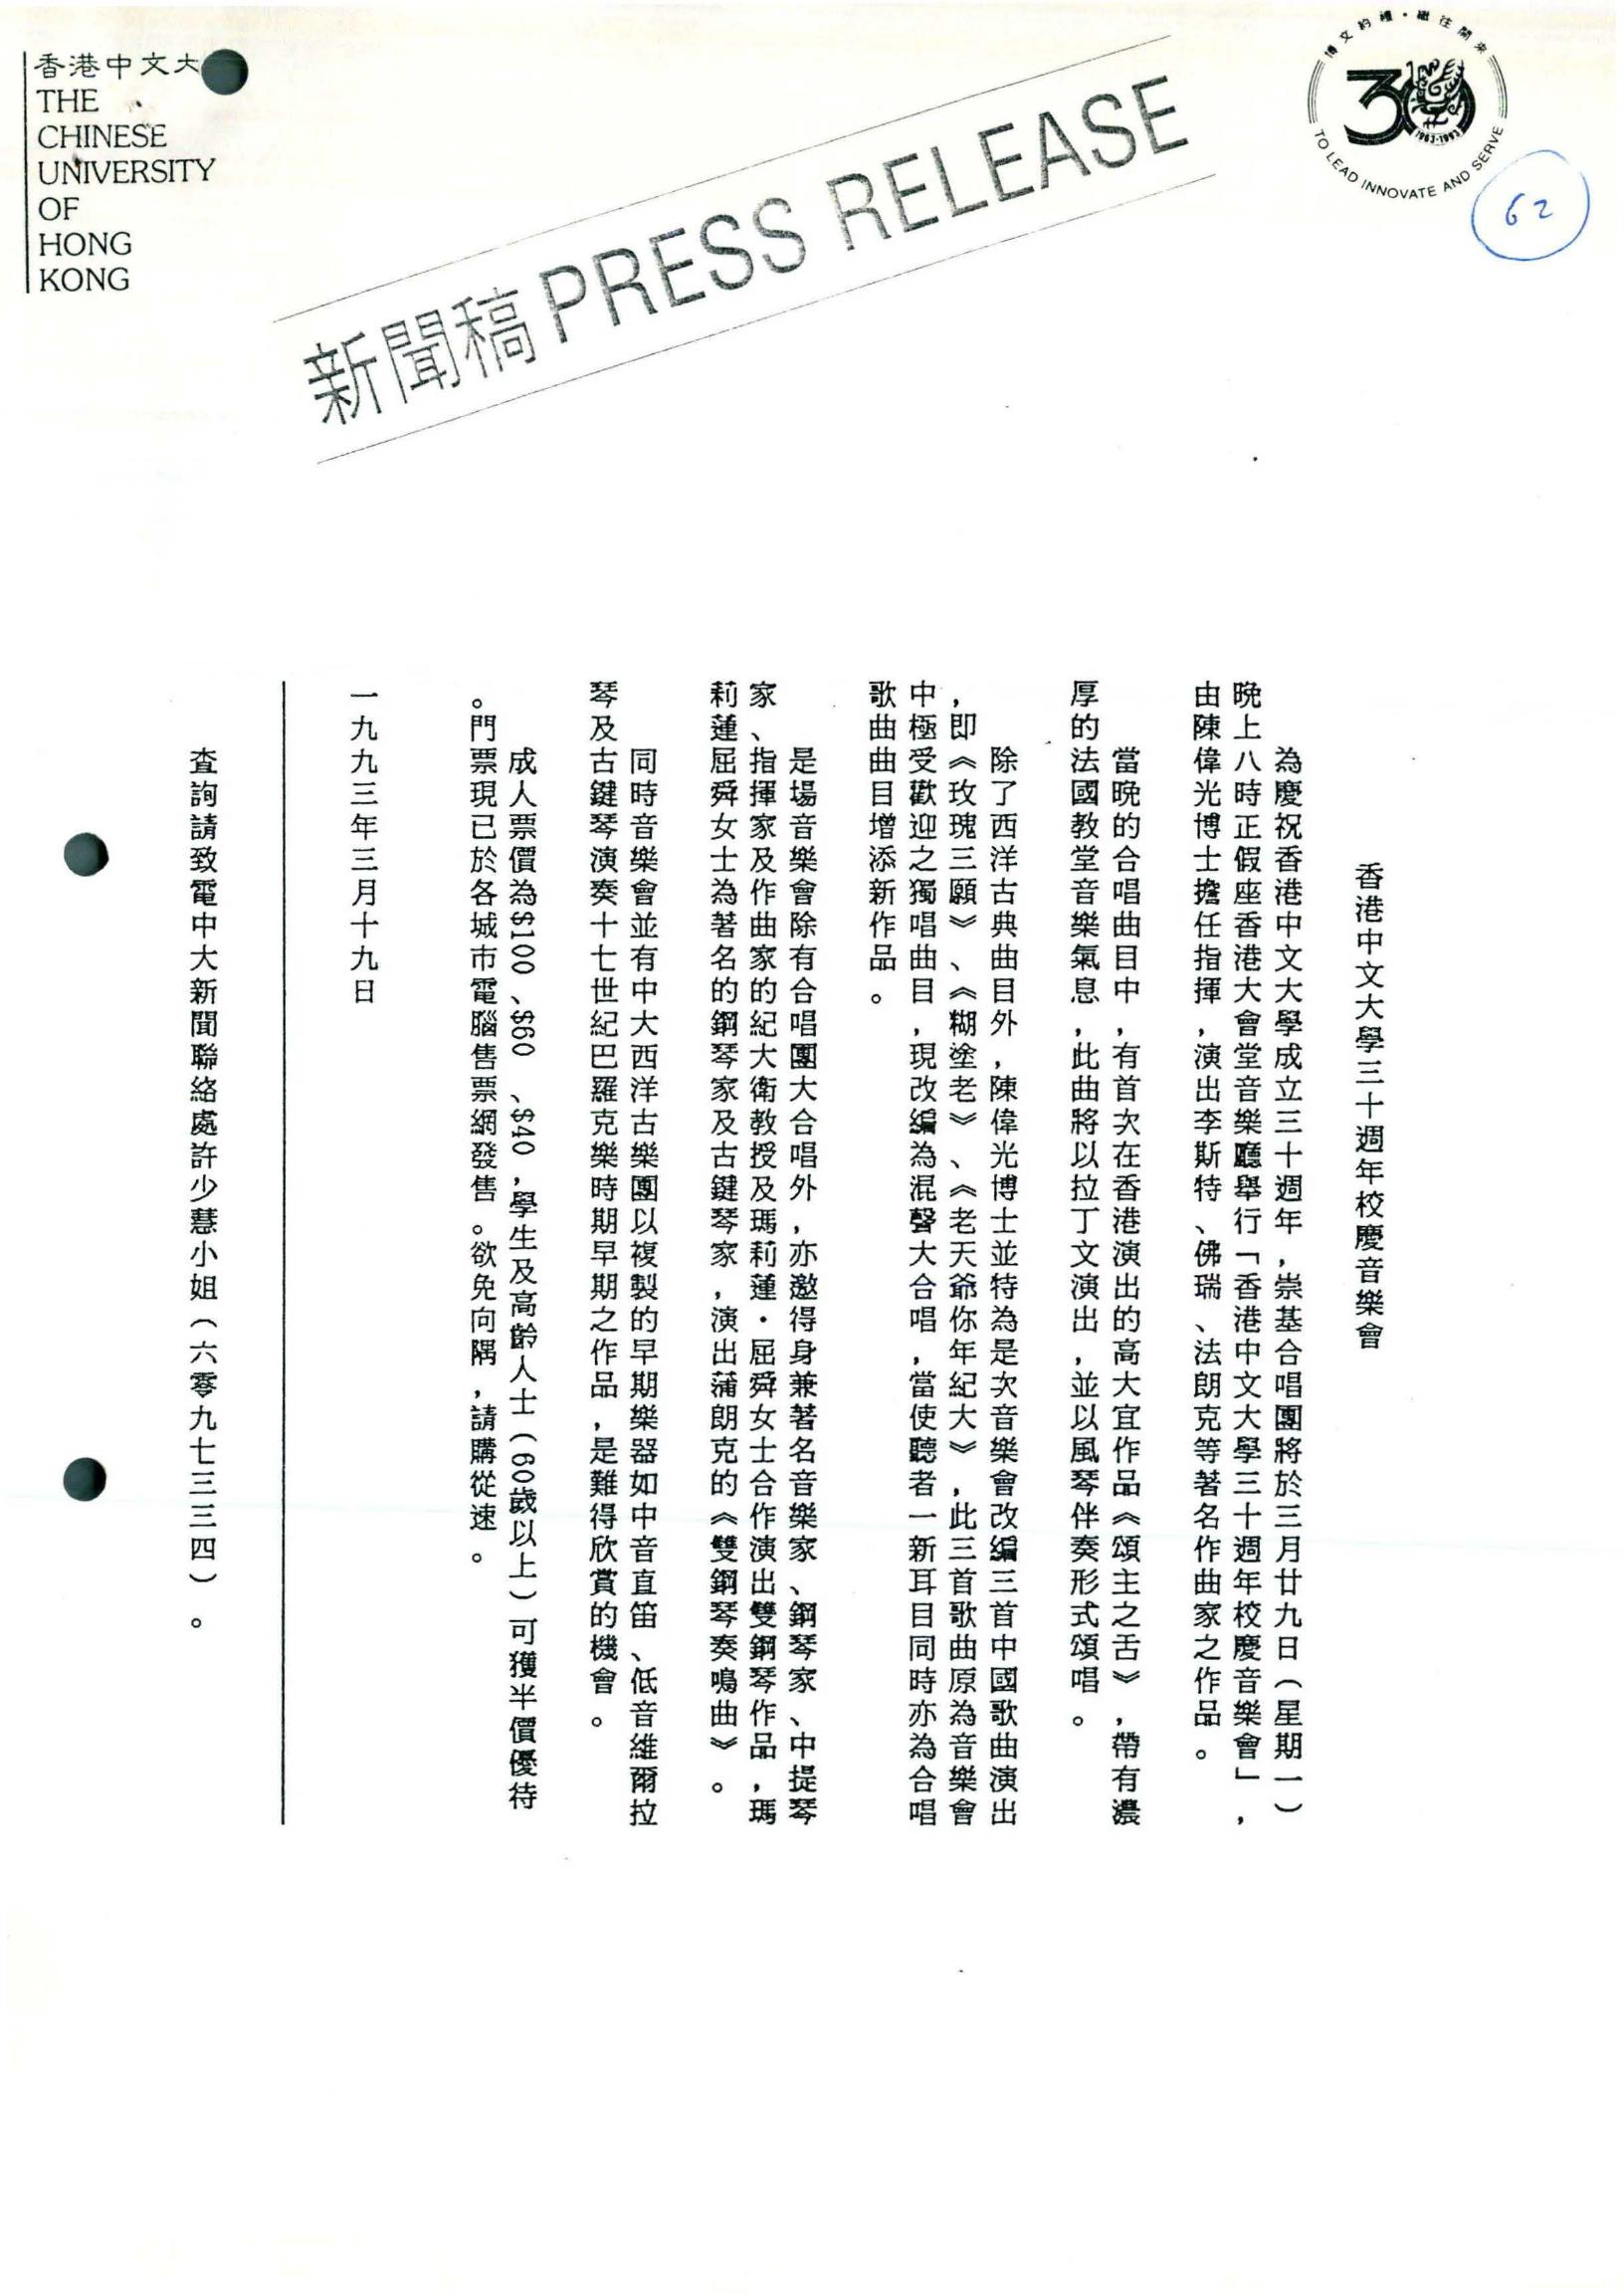 香港中文大
THE
CHINESE
UNIVERSITY
OF
HONG
KONG
新聞稿 PRESS RELEASE
博文約禮・繼往開來
30
1963-1993
TO LEAD INNOVATE AND SERVE
62
香港中文大學三十週年校慶音樂會
為慶祝香港中文大學成立三十週年，崇基合唱團將於三月廿九日（星期一）
晚上八時正假座香港大會堂音樂廳舉行「香港中文大學三十週年校慶音樂會」，
由陳偉光博士擔任指揮，演出李斯特、佛瑞、法朗克等著名作曲家之作品。
當晚的合唱曲目中，有首次在香港演出的高大宜作品《頌主之舌》，帶有濃
厚的法國教堂音樂氣息，此曲將以拉丁文演出，並以風琴伴奏形式頌唱。
除了西洋古典曲目外，陳偉光博士並特為是次音樂會改編三首中國歌曲演出
，即《玫瑰三願》、《糊塗老》、《老天爺你年紀大》，此三首歌曲原為音樂會
中極受歡迎之獨唱曲目，現改編為混聲大合唱，當使聽者一新耳目同時亦為合唱
歌曲曲目增添新作品。
是場音樂會除有合唱團大合唱外，亦邀得身兼著名音樂家、鋼琴家、中提琴
家、指揮家及作曲家的紀大衛教授及瑪莉蓮・屈舜女士合作演出雙鋼琴作品，瑪
莉蓮屈舜女士為著名的鋼琴家及古鍵琴家，演出蒲朗克的《雙鋼琴奏鳴曲》。
同時音樂會並有中大西洋古樂團以複製的早期樂器如中音直笛、低音維爾拉
琴及古鍵琴演奏十七世紀巴羅克樂時期早期之作品，是難得欣賞的機會。
成人票價為$100、$60、$40，學生及高齡人士（60歲以上）可獲半價優待
。門票現已於各城市電腦售票網發售。欲免向隅，請購從速。
一九九三年三月十九日
查詢請致電中大新聞聯絡處許少慧小姐（六零九七三三四）。